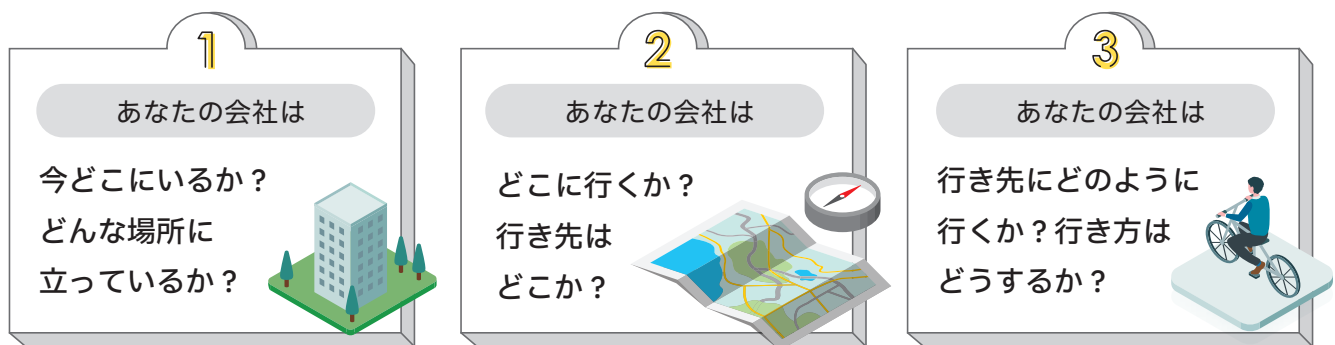 1
あなたの会社は
今どこにいるか？
どんな場所に
立っているか？
2
あなたの会社は
どこに行くか？
行き先は
どこか？
3
あなたの会社は
行き先にどのように
行くか？行き方は
どうするか？